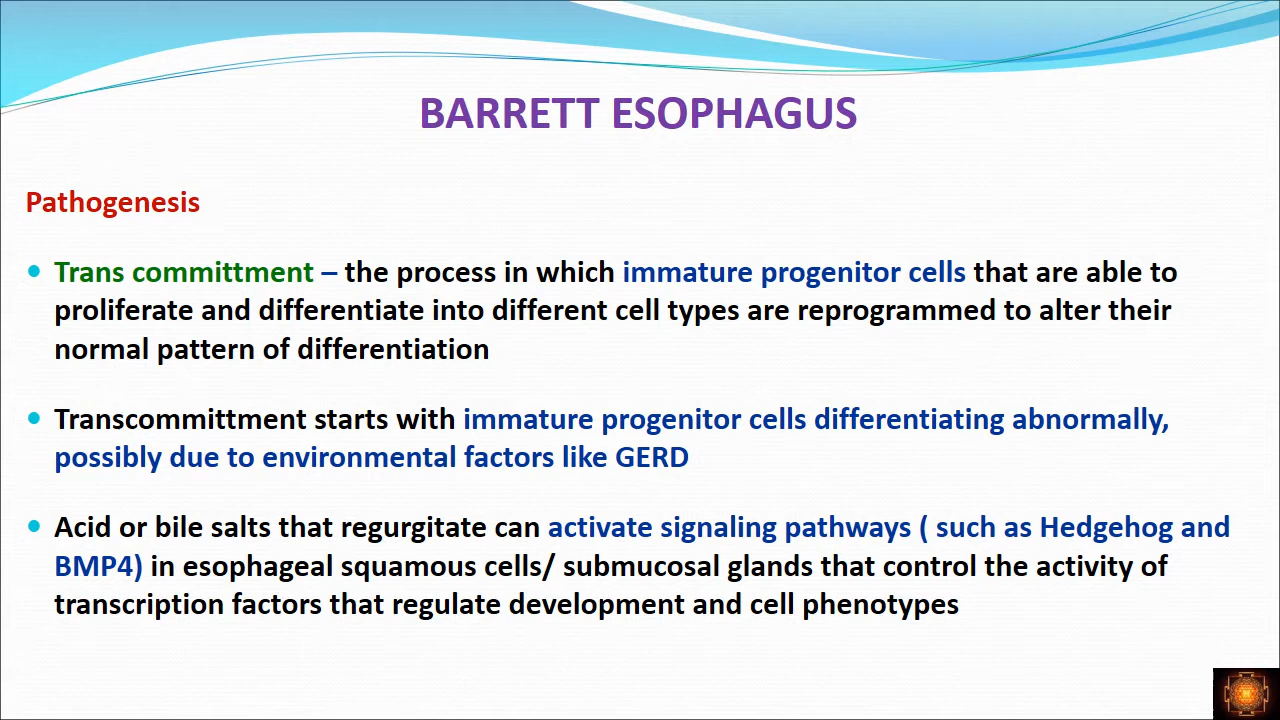 BARRETT ESOPHAGUS
Pathogenesis
• Trans committment – the process in which immature progenitor cells that are able to
proliferate and differentiate into different cell types are reprogrammed to alter their
normal pattern of differentiation
• Transcommittment starts with immature progenitor cells differentiating abnormally,
possibly due to environmental factors like GERD
• Acid or bile salts that regurgitate can activate signaling pathways ( such as Hedgehog and
BMP4) in esophageal squamous cells/ submucosal glands that control the activity of
transcription factors that regulate development and cell phenotypes